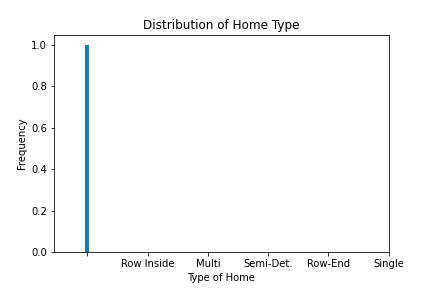 Distribution of Home Type
1.0
0.8
0.6
0.4
0.2
0.0
Frequency
Row Inside Multi Semi-Det. Row-End Single
Type of Home